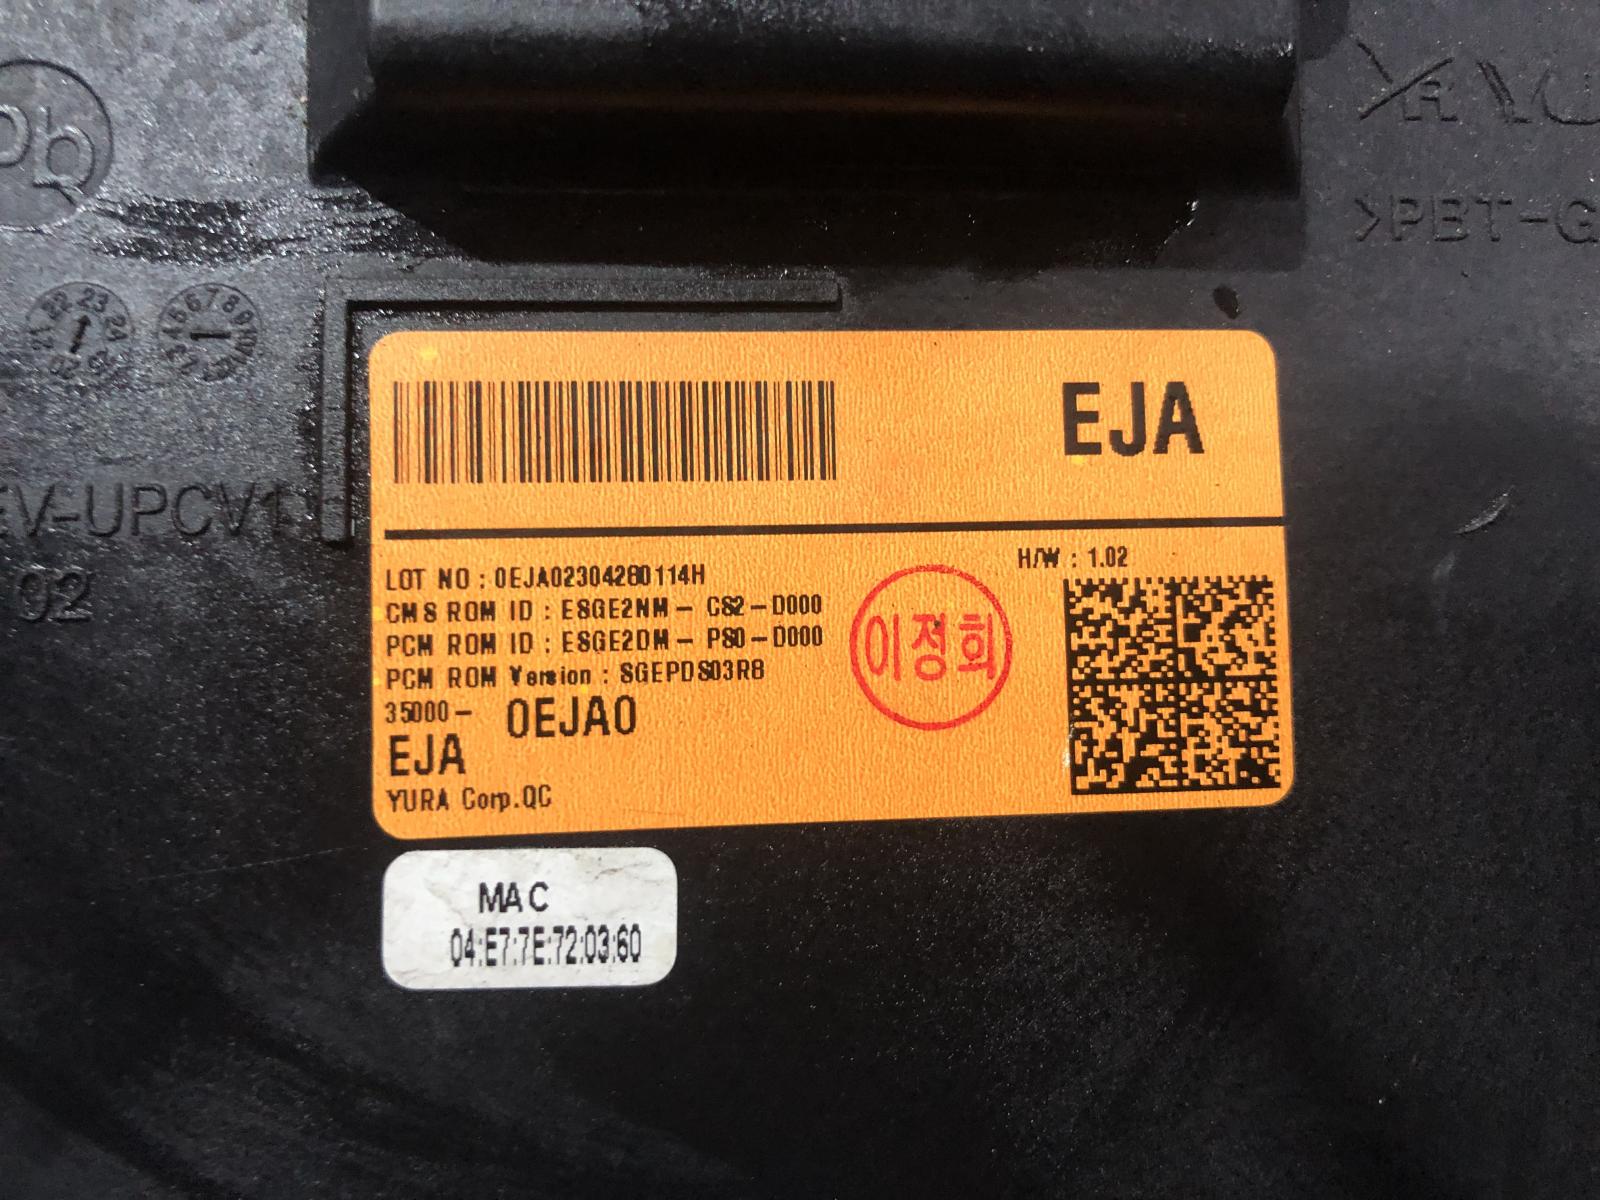 Pb
>PBT-G
EV-UPCV1
02
EJA
H/W : 1.02
LOT NO : 0EJA02304280114H
CMS ROM ID : ESGE2NM - CS2 - D000
PCM ROM ID : ESGE2DM - PS0 - D000
PCM ROM Version : SGEPDS03R8
35000 - 0EJA0
EJA
YURA Corp.QC
이정희
MAC
04:E7:7E:72:03:60